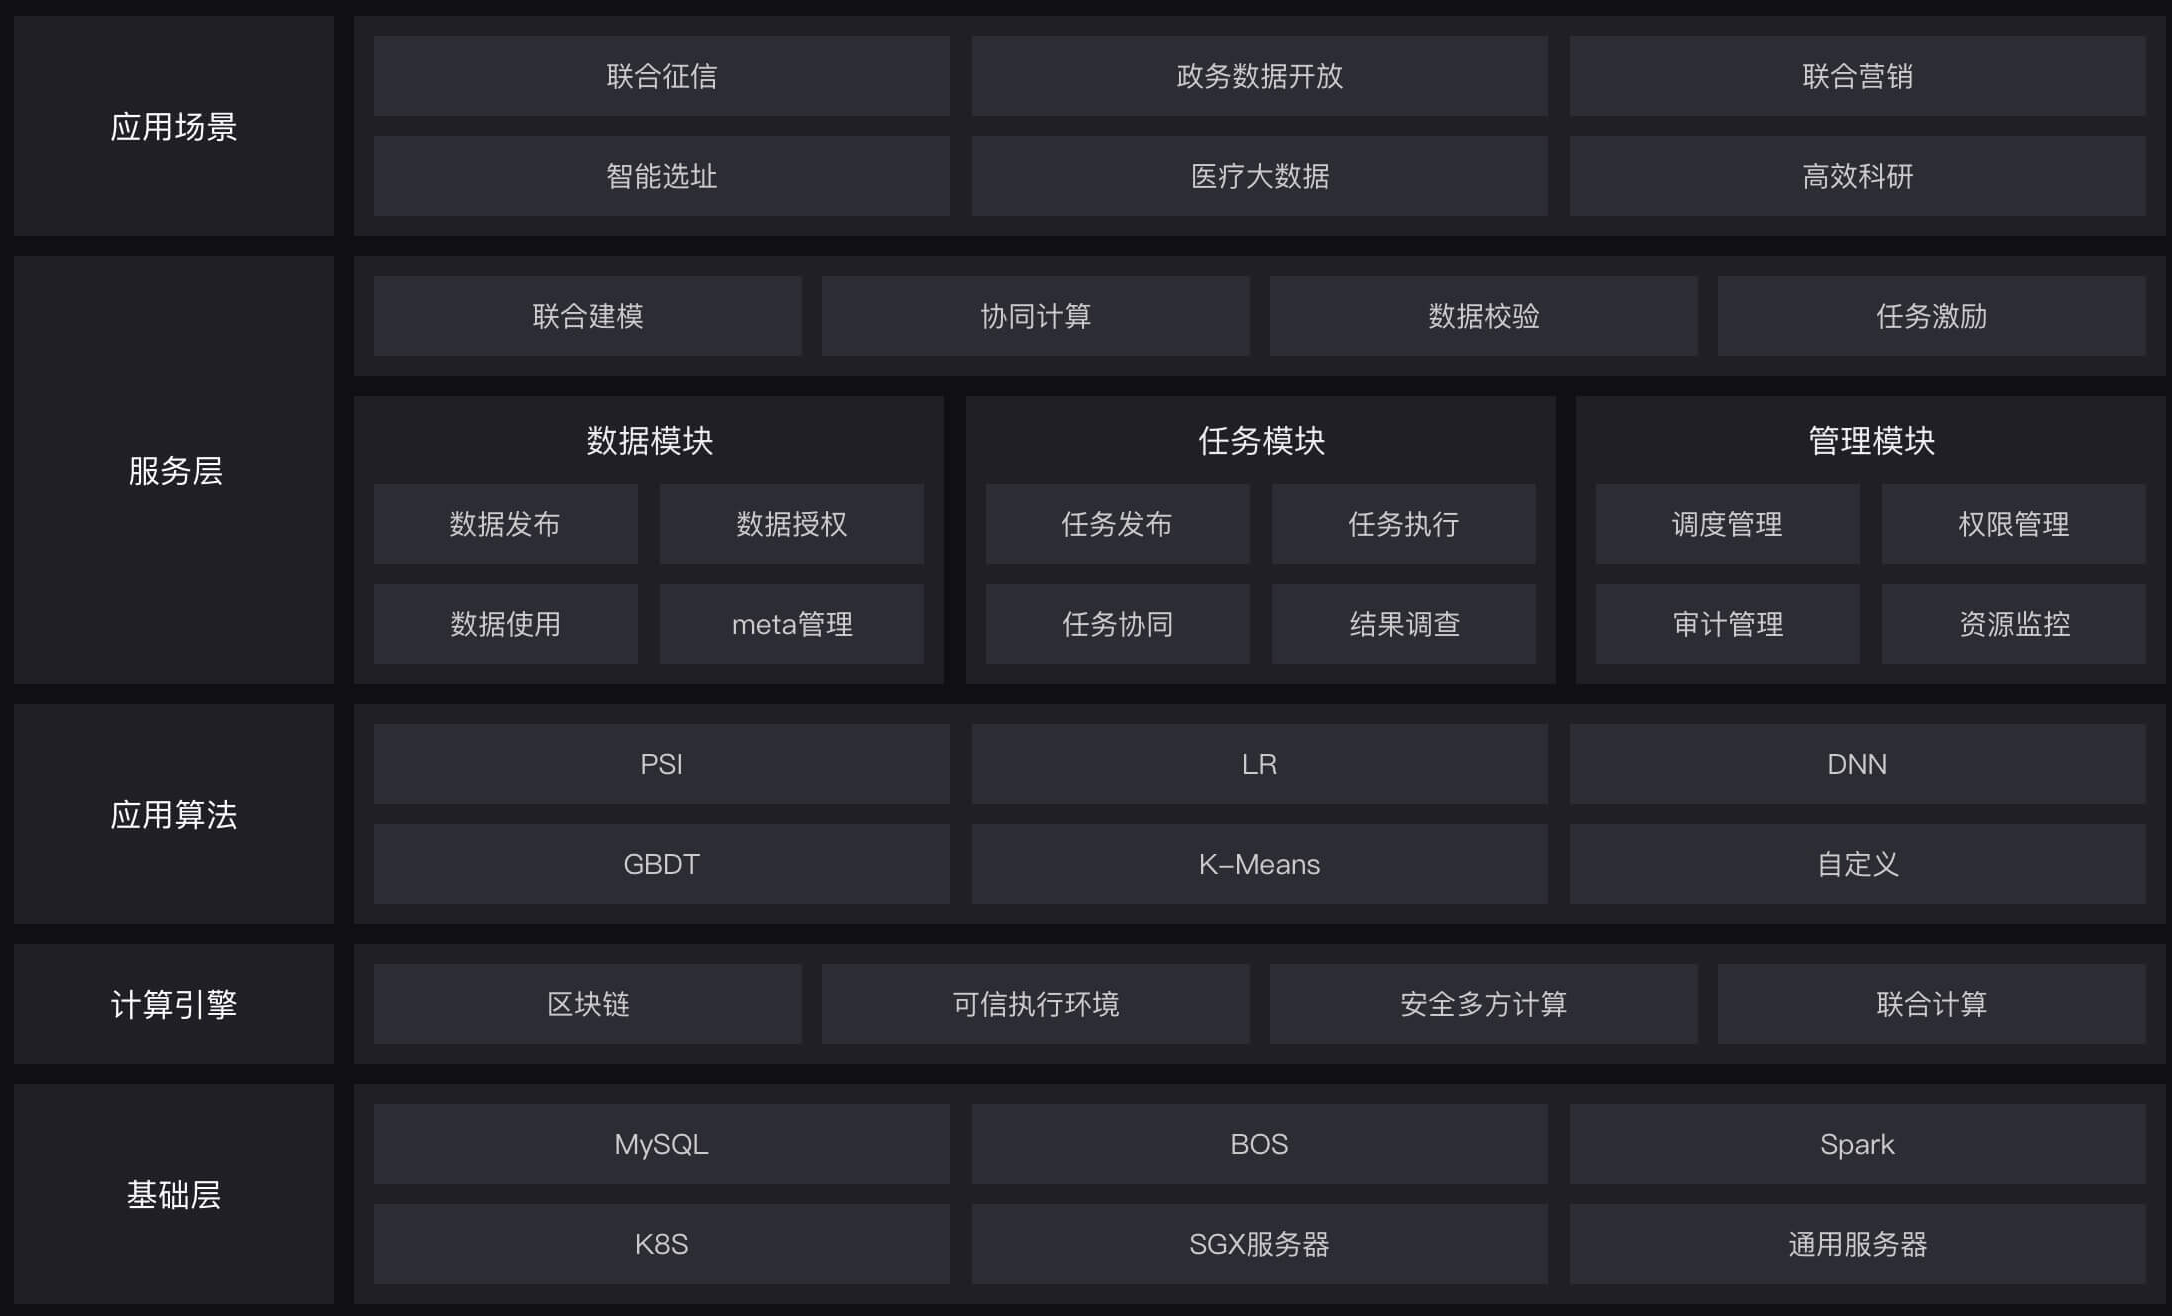 应用场景
联合征信
政务数据开放
联合营销
智能选址
医疗大数据
高效科研
服务层
联合建模
协同计算
数据校验
任务激励
数据模块
数据发布
数据授权
数据使用
meta管理
任务模块
任务发布
任务执行
任务协同
结果调查
管理模块
调度管理
权限管理
审计管理
资源监控
应用算法
PSI
LR
DNN
GBDT
K-Means
自定义
计算引擎
区块链
可信执行环境
安全多方计算
联合计算
基础层
MySQL
BOS
Spark
K8S
SGX服务器
通用服务器